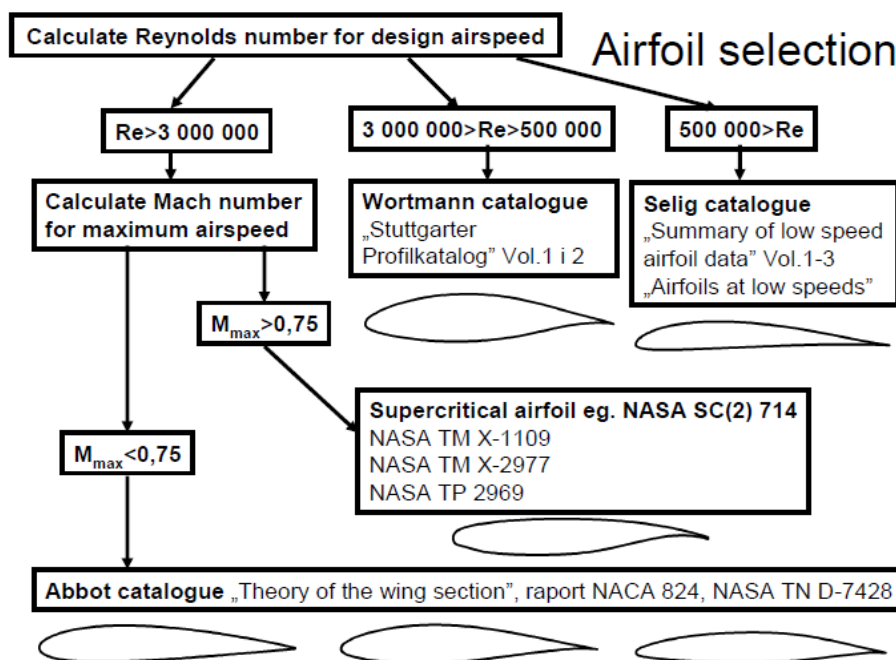 Calculate Reynolds number for design airspeed
Airfoil selection
Re>3 000 000
3 000 000>Re>500 000
500 000>Re
Calculate Mach number
for maximum airspeed
Wortmann catalogue
„Stuttgarter
Profilkatalog” Vol.1 i 2
Selig catalogue
„Summary of low speed
airfoil data” Vol.1-3
„Airfoils at low speeds”
Mmax>0,75
Supercritical airfoil eg. NASA SC(2) 714
NASA TM X-1109
NASA TM X-2977
NASA TP 2969
Mmax<0,75
Abbot catalogue „Theory of the wing section”, raport NACA 824, NASA TN D-7428